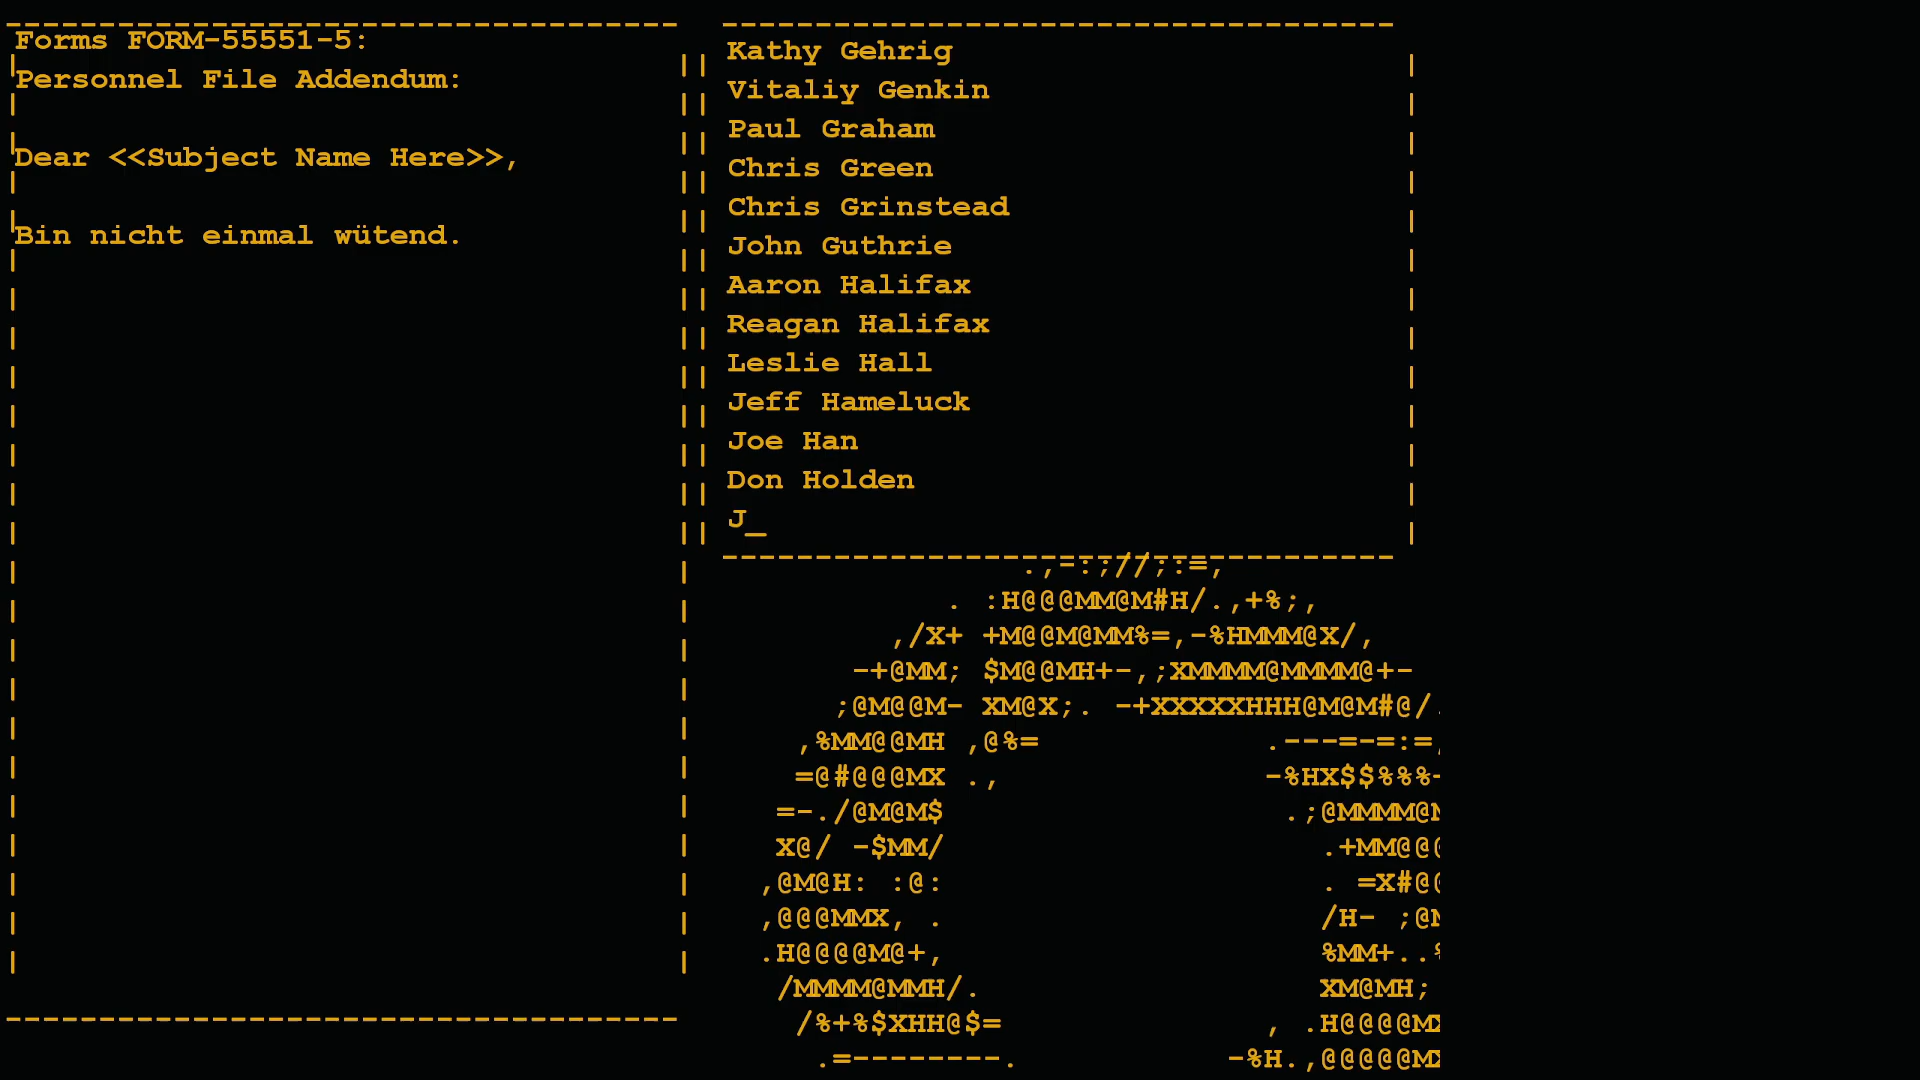 Forms FORM-55551-5:
Personnel File Addendum:
Dear <<Subject Name Here>>,
Bin nicht einmal wütend.
Kathy Gehrig
Vitaliy Genkin
Paul Graham
Chris Green
Chris Grinstead
John Guthrie
Aaron Halifax
Reagan Halifax
Leslie Hall
Jeff Hameluck
Joe Han
Don Holden
J_